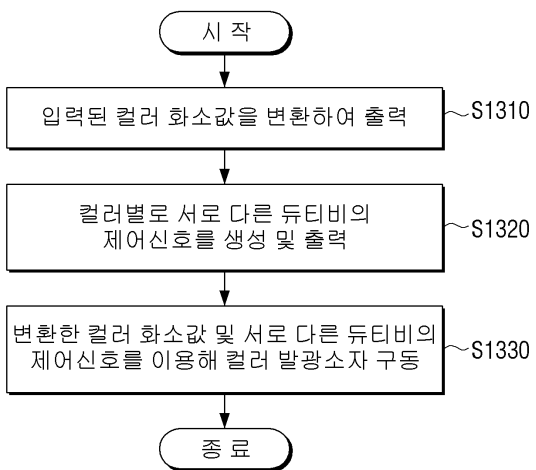 시 작
입력된 컬러 화소값을 변환하여 출력
S1310
컬러별로 서로 다른 듀티비의
제어신호를 생성 및 출력
S1320
변환한 컬러 화소값 및 서로 다른 듀티비의
제어신호를 이용해 컬러 발광소자 구동
S1330
종 료